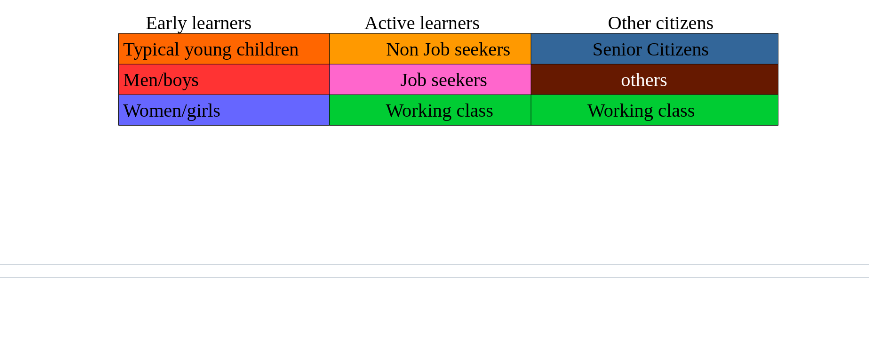 Early learners Active learners Other citizens
Typical young children Non Job seekers Senior Citizens
Men/boys Job seekers others
Women/girls Working class Working class